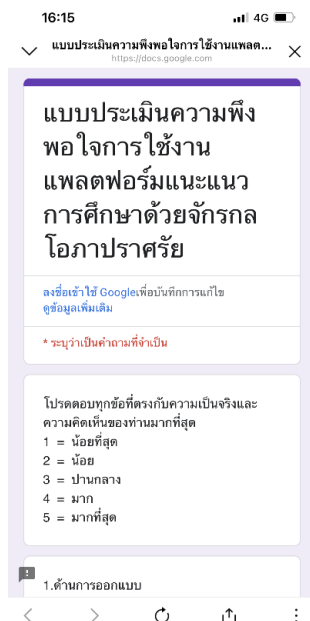 16:15
4G
แบบประเมินความพึงพอใจการใช้งานแพลต...
https://docs.google.com
แบบประเมินความพึง
พอใจการใช้งาน
แพลตฟอร์มแนะแนว
การศึกษาด้วยจักรกล
โอภาปราศรัย
ลงชื่อเข้าใช้ Googleเพื่อบันทึกการแก้ไข
ดูข้อมูลเพิ่มเติม
* ระบุว่าเป็นคำถามที่จำเป็น
โปรดตอบทุกข้อที่ตรงกับความเป็นจริงและ
ความคิดเห็นของท่านมากที่สุด
1 = น้อยที่สุด
2 = น้อย
3 = ปานกลาง
4 = มาก
5 = มากที่สุด
1.ด้านการออกแบบ